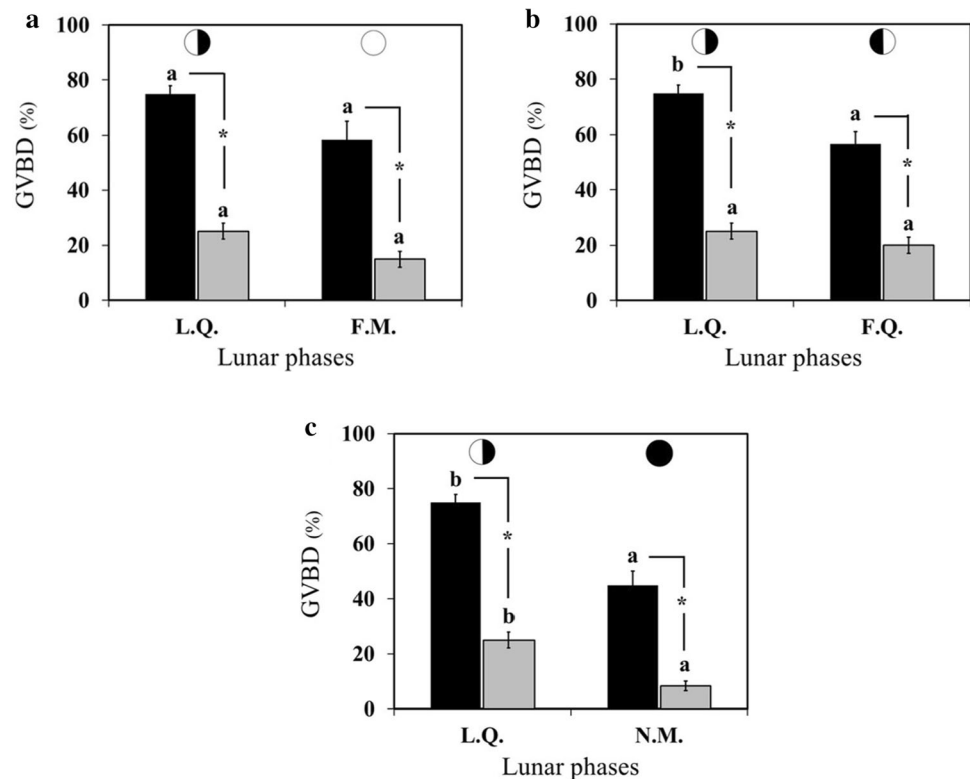 a
100
80
60
40
20
0
GVBD (%)
a
*
a
a
*
a
L.Q.
F.M.
Lunar phases
b
100
80
60
40
20
0
GVBD (%)
b
*
a
a
*
a
L.Q.
F.Q.
Lunar phases
c
100
80
60
40
20
0
GVBD (%)
b
*
b
a
*
a
L.Q.
N.M.
Lunar phases